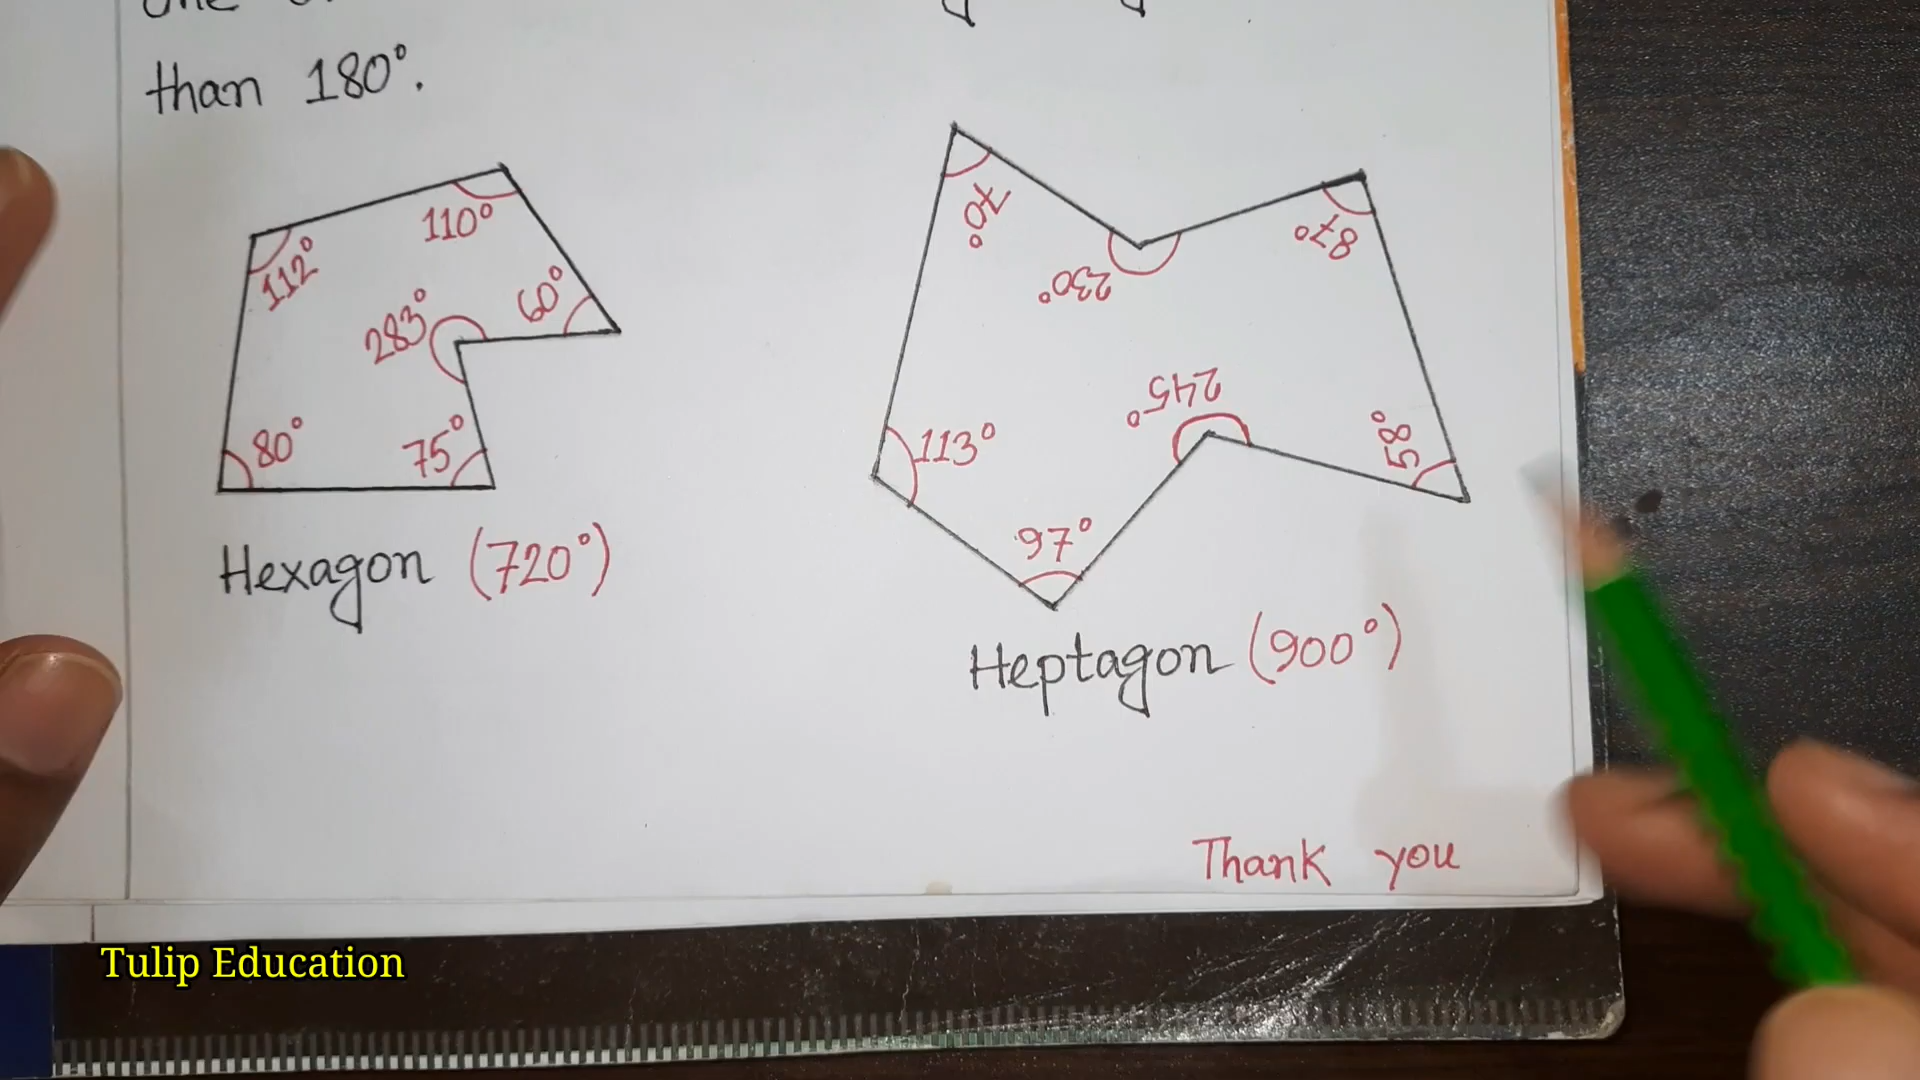 than 180°.
112°
110°
283°
60°
80°
75°
Hexagon (720°)
70°
230°
87°
245°
113°
58°
97°
Heptagon (900°)
Thank you
Tulip Education